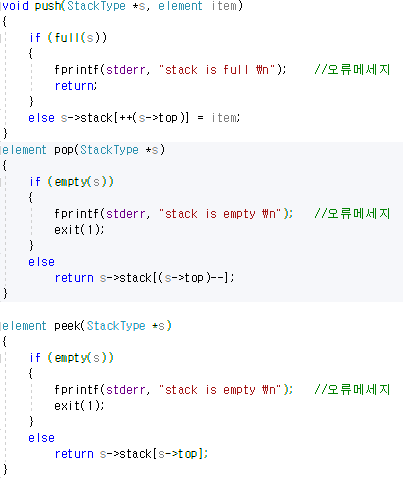 void push(StackType *s, element item)
{
if (full(s))
{
fprintf(stderr, "stack is full ₩n"); //오류메세지
return;
}
else s->stack[++(s->top)] = item;
}
element pop(StackType *s)
{
if (empty(s))
{
fprintf(stderr, "stack is empty ₩n"); //오류메세지
exit(1);
}
else
return s->stack[(s->top)--];
}
element peek(StackType *s)
{
if (empty(s))
{
fprintf(stderr, "stack is empty ₩n"); //오류메세지
exit(1);
}
else
return s->stack[s->top];
}